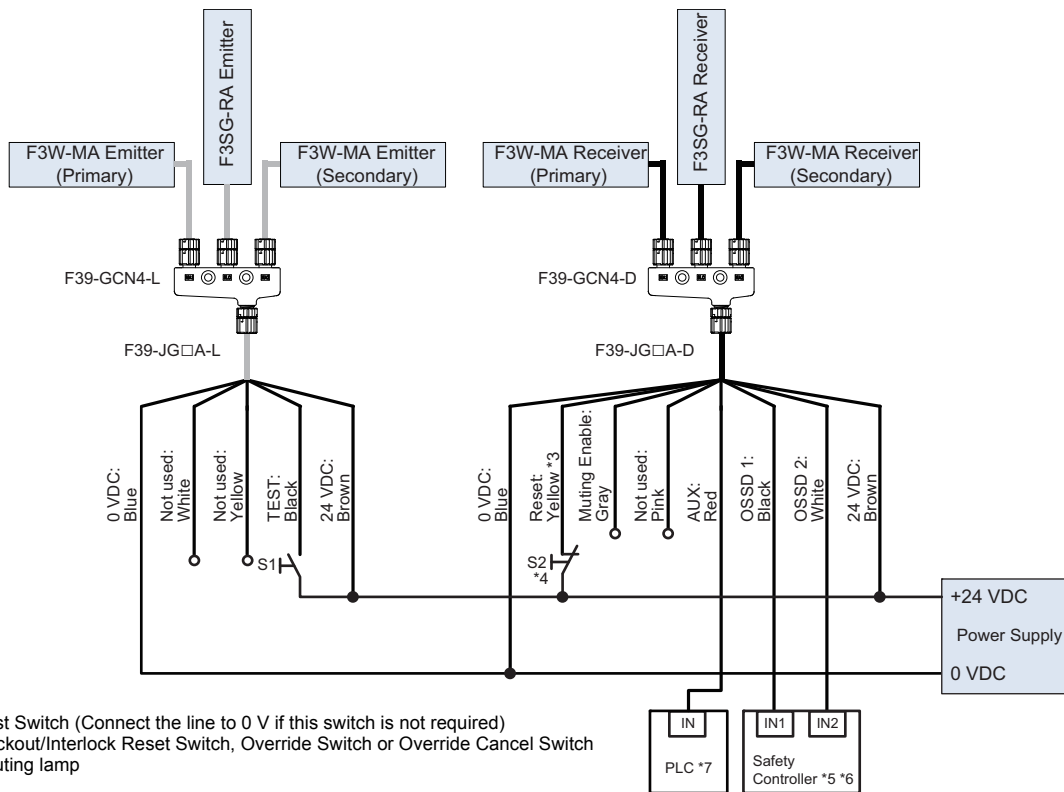 F3SG-RA Emitter
F3W-MA Emitter
(Primary)
F3W-MA Emitter
(Secondary)
F3SG-RA Receiver
F3W-MA Receiver
(Primary)
F3W-MA Receiver
(Secondary)
F39-GCN4-L
F39-GCN4-D
F39-JG□A-L
F39-JG□A-D
0 VDC:
Blue
Not used:
White
Not used:
Yellow
TEST:
Black
24 VDC:
Brown
0 VDC:
Blue
Reset:
Yellow *3
Muting Enable:
Gray
Not used:
Pink
AUX:
Red
OSSD 1:
Black
OSSD 2:
White
24 VDC:
Brown
S1
S2
*4
+24 VDC
Power Supply
0 VDC
IN
PLC *7
IN1
IN2
Safety
Controller *5 *6
st Switch (Connect the line to 0 V if this switch is not required)
ckout/Interlock Reset Switch, Override Switch or Override Cancel Switch
uting lamp